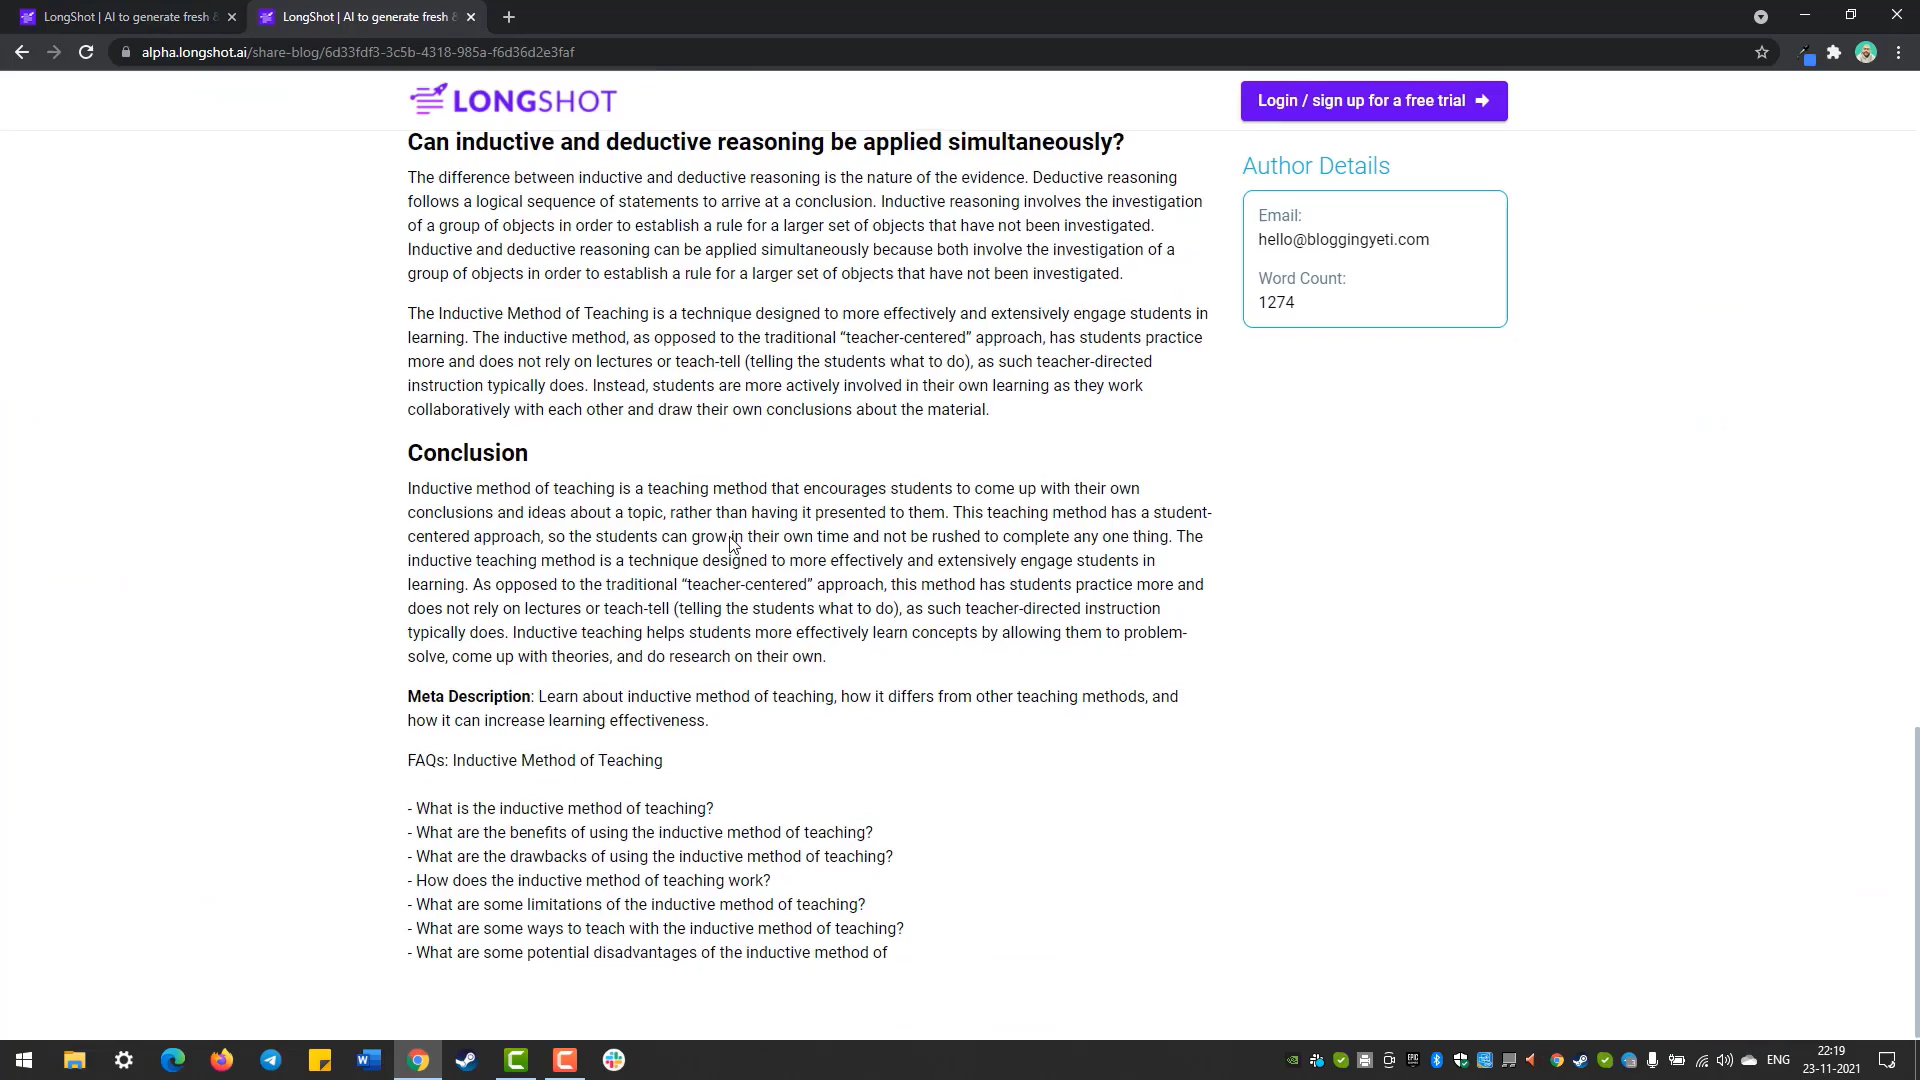 LongShot | AI to generate fresh &
LongShot | AI to generate fresh &
alpha.longshot.ai/share-blog/6d33fdf3-3c5b-4318-985a-f6d36d2e3faf
LONGSHOT
Login / sign up for a free trial
Can inductive and deductive reasoning be applied simultaneously?
The difference between inductive and deductive reasoning is the nature of the evidence. Deductive reasoning
follows a logical sequence of statements to arrive at a conclusion. Inductive reasoning involves the investigation
of a group of objects in order to establish a rule for a larger set of objects that have not been investigated.
Inductive and deductive reasoning can be applied simultaneously because both involve the investigation of a
group of objects in order to establish a rule for a larger set of objects that have not been investigated.
The Inductive Method of Teaching is a technique designed to more effectively and extensively engage students in
learning. The inductive method, as opposed to the traditional “teacher-centered” approach, has students practice
more and does not rely on lectures or teach-tell (telling the students what to do), as such teacher-directed
instruction typically does. Instead, students are more actively involved in their own learning as they work
collaboratively with each other and draw their own conclusions about the material.
Conclusion
Inductive method of teaching is a teaching method that encourages students to come up with their own
conclusions and ideas about a topic, rather than having it presented to them. This teaching method has a student-
centered approach, so the students can grow in their own time and not be rushed to complete any one thing. The
inductive teaching method is a technique designed to more effectively and extensively engage students in
learning. As opposed to the traditional “teacher-centered” approach, this method has students practice more and
does not rely on lectures or teach-tell (telling the students what to do), as such teacher-directed instruction
typically does. Inductive teaching helps students more effectively learn concepts by allowing them to problem-
solve, come up with theories, and do research on their own.
Meta Description: Learn about inductive method of teaching, how it differs from other teaching methods, and
how it can increase learning effectiveness.
FAQs: Inductive Method of Teaching
- What is the inductive method of teaching?
- What are the benefits of using the inductive method of teaching?
- What are the drawbacks of using the inductive method of teaching?
- How does the inductive method of teaching work?
- What are some limitations of the inductive method of teaching?
- What are some ways to teach with the inductive method of teaching?
- What are some potential disadvantages of the inductive method of
Author Details
Email:
hello@bloggingyeti.com
Word Count:
1274
ENG
22:19
23-11-2021